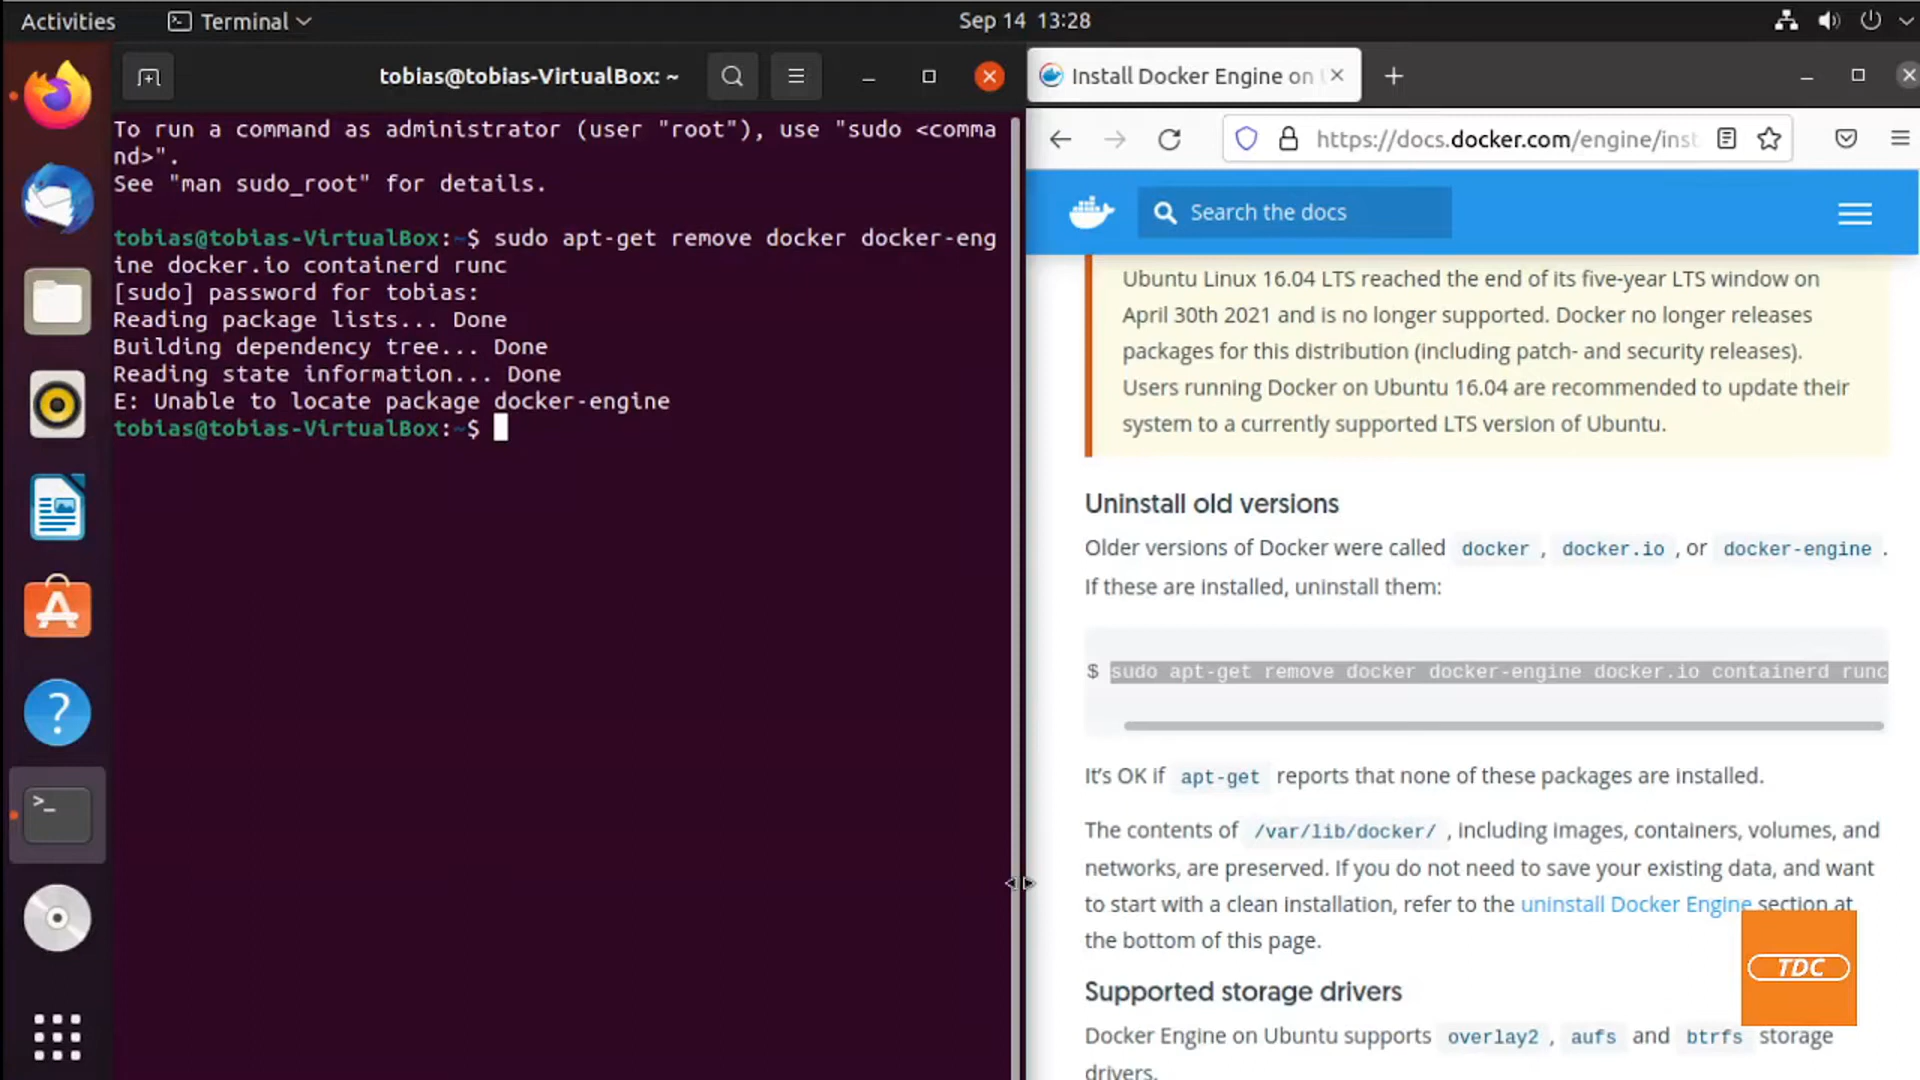 Activities
Terminal
Sep 14 13:28
tobias@tobias-VirtualBox: ~
To run a command as administrator (user "root"), use "sudo <comma
nd>".
See "man sudo_root" for details.
tobias@tobias-VirtualBox:~$ sudo apt-get remove docker docker-eng
ine docker.io containerd runc
[sudo] password for tobias:
Reading package lists... Done
Building dependency tree... Done
Reading state information... Done
E: Unable to locate package docker-engine
tobias@tobias-VirtualBox:~$
Install Docker Engine on
https://docs.docker.com/engine/inst
Search the docs
Ubuntu Linux 16.04 LTS reached the end of its five-year LTS window on
April 30th 2021 and is no longer supported. Docker no longer releases
packages for this distribution (including patch- and security releases).
Users running Docker on Ubuntu 16.04 are recommended to update their
system to a currently supported LTS version of Ubuntu.
Uninstall old versions
Older versions of Docker were called docker , docker.io , or docker-engine .
If these are installed, uninstall them:
$ sudo apt-get remove docker docker-engine docker.io containerd runc
It's OK if apt-get reports that none of these packages are installed.
The contents of /var/lib/docker/ , including images, containers, volumes, and
networks, are preserved. If you do not need to save your existing data, and want
to start with a clean installation, refer to the uninstall Docker Engine section at
the bottom of this page.
TDC
Supported storage drivers
Docker Engine on Ubuntu supports overlay2 , aufs and btrfs storage
drivers.